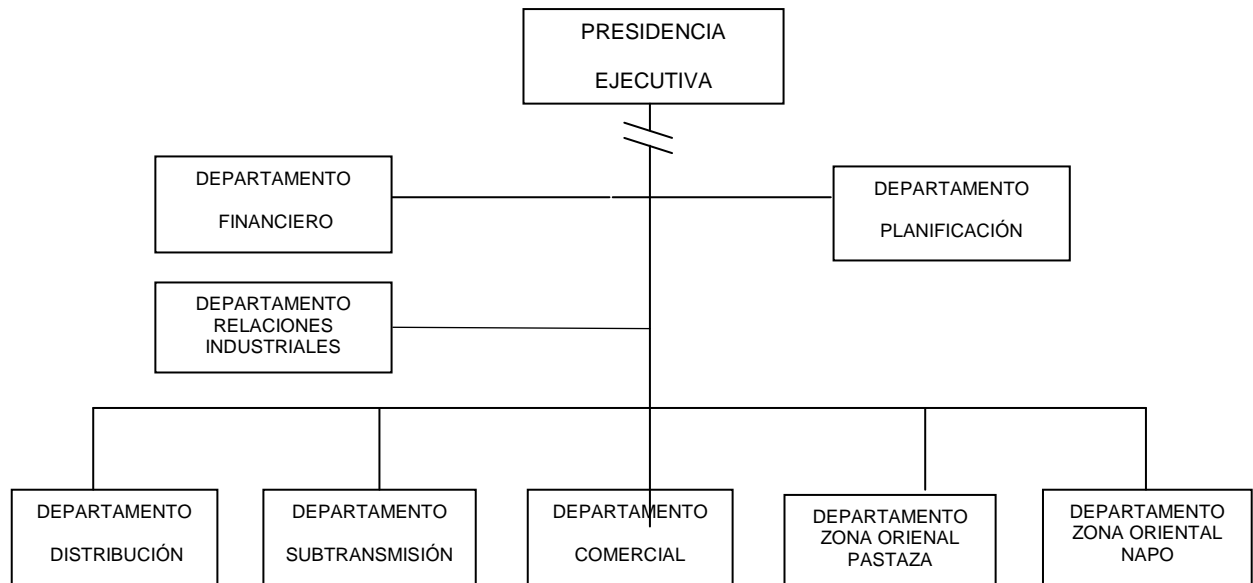 PRESIDENCIA
EJECUTIVA
DEPARTAMENTO
FINANCIERO
DEPARTAMENTO
PLANIFICACIÓN
DEPARTAMENTO
RELACIONES
INDUSTRIALES
DEPARTAMENTO
DISTRIBUCIÓN
DEPARTAMENTO
SUBTRANSMISIÓN
DEPARTAMENTO
COMERCIAL
DEPARTAMENTO
ZONA ORIENAL
PASTAZA
DEPARTAMENTO
ZONA ORIENTAL
NAPO